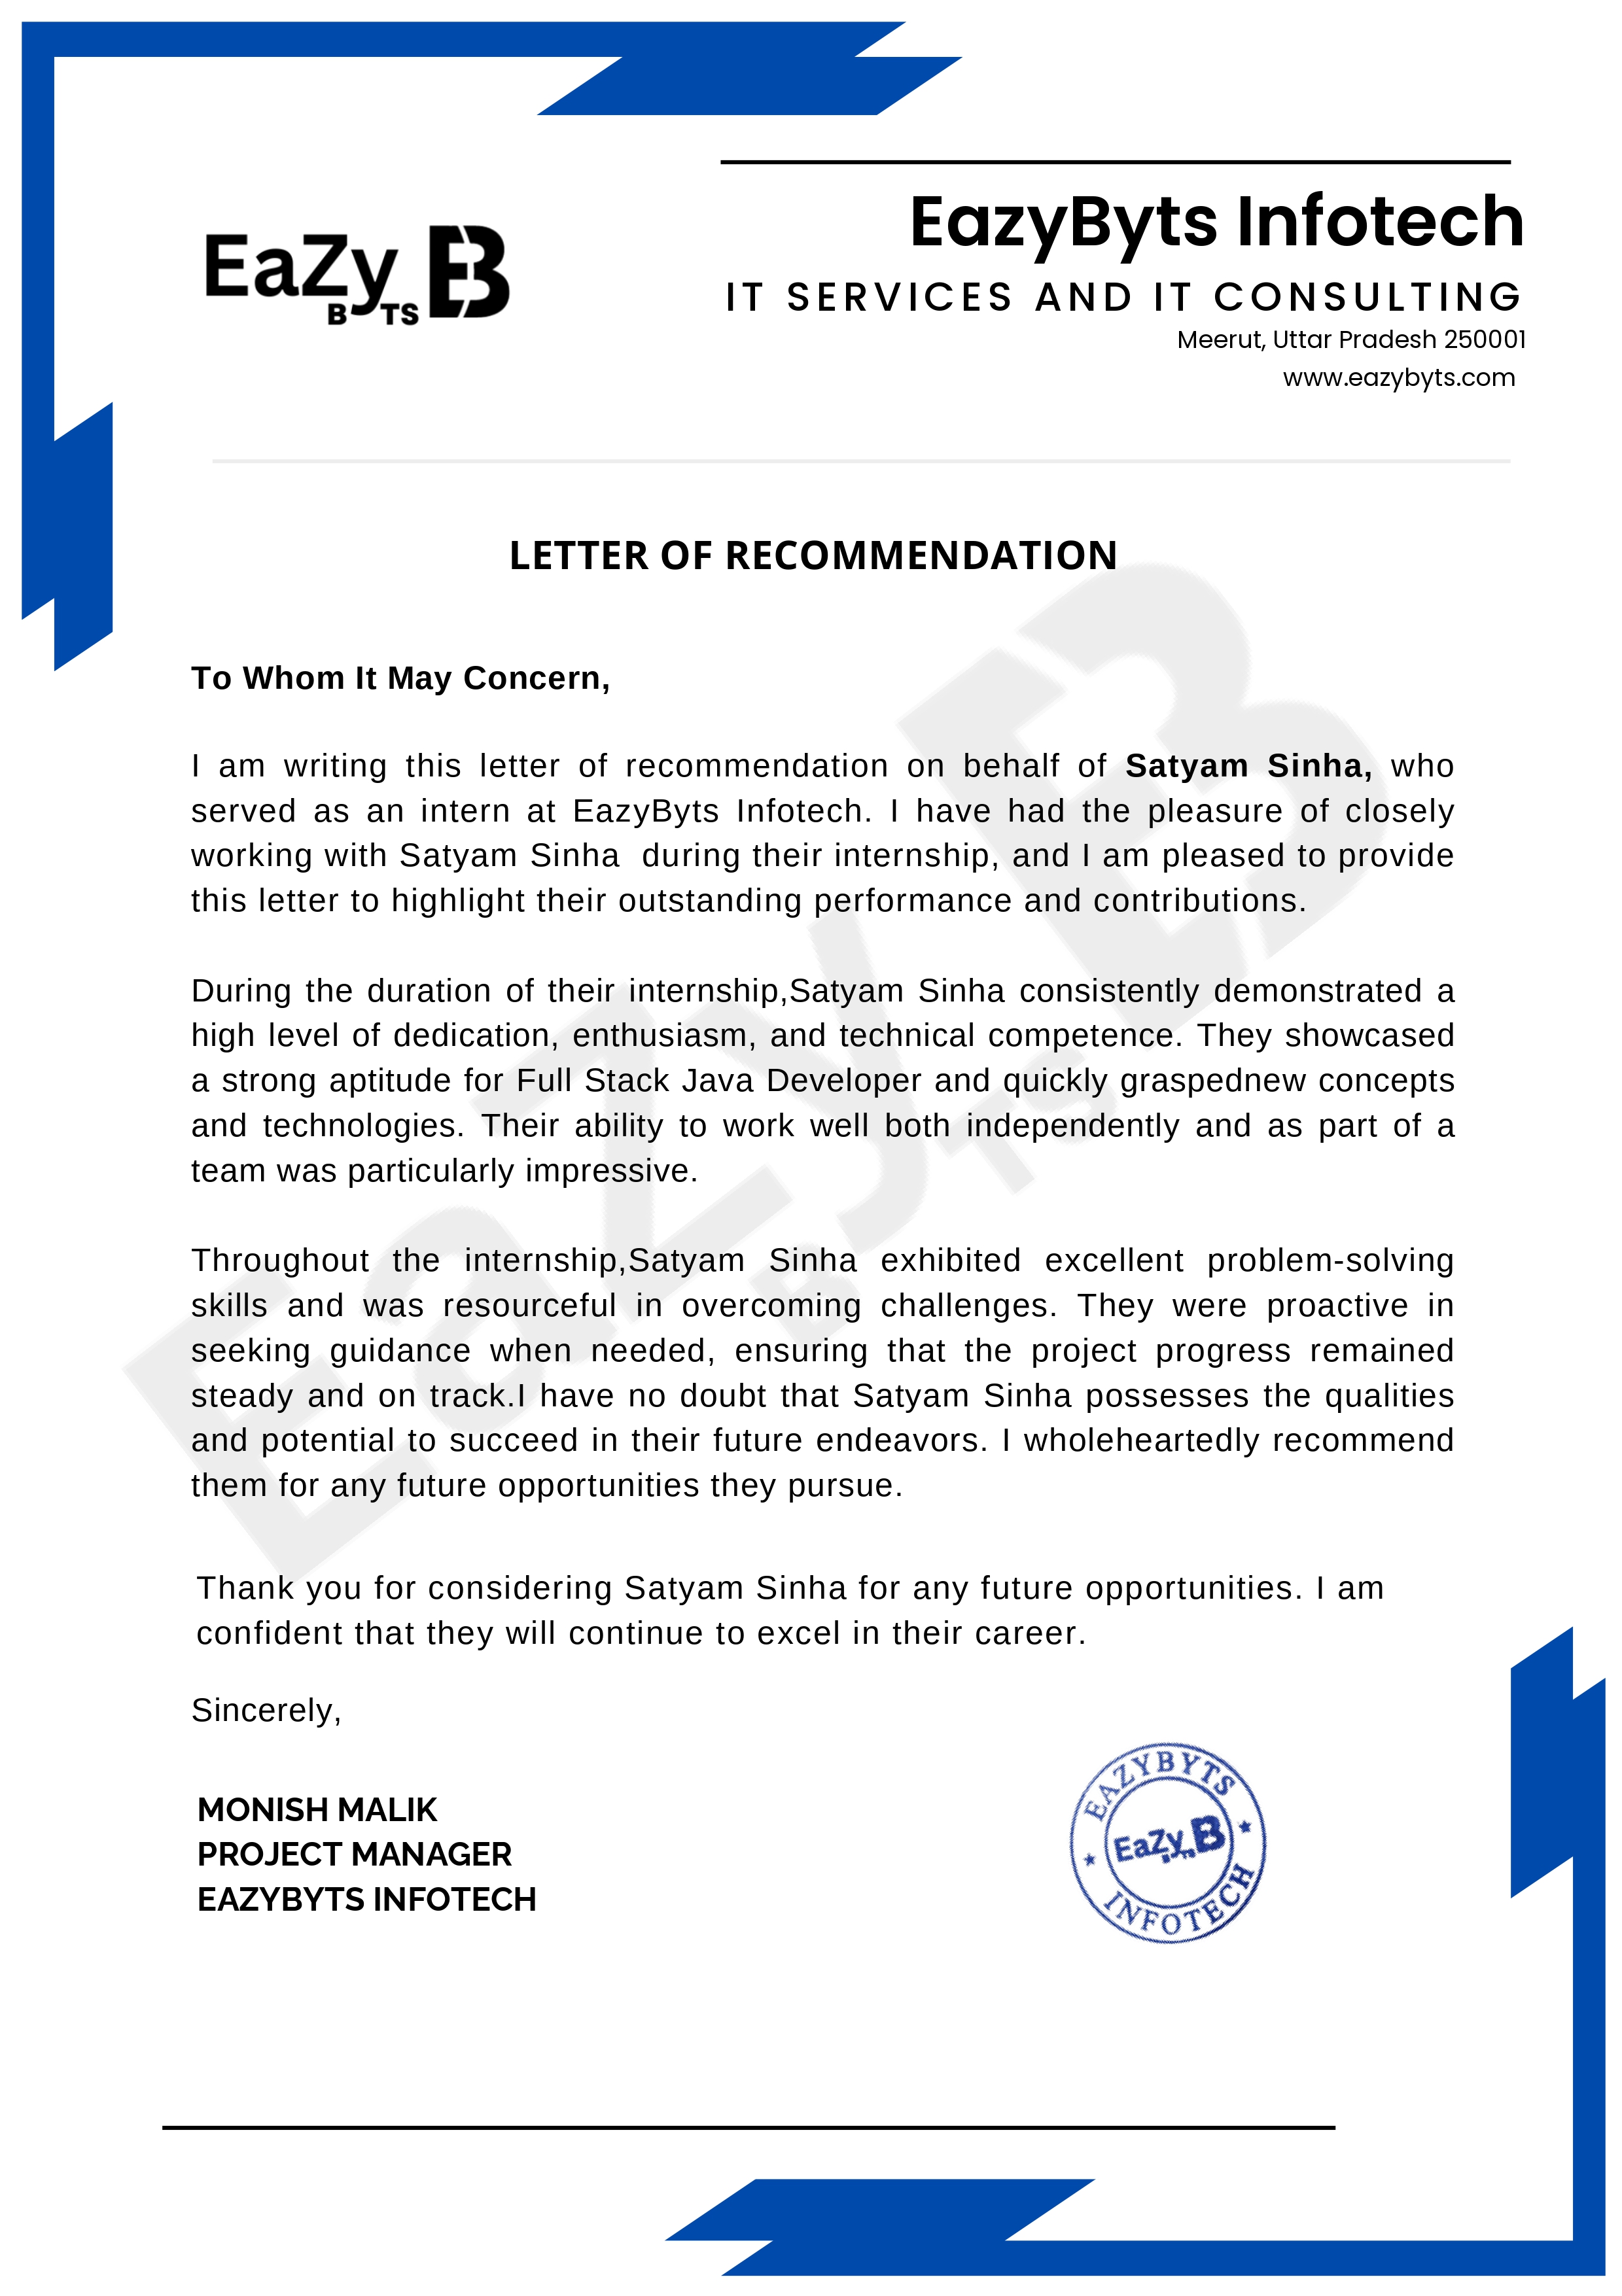 EaZy B
B TS
EazyByts Infotech
IT SERVICES AND IT CONSULTING
Meerut, Uttar Pradesh 250001
www.eazybyts.com
LETTER OF RECOMMENDATION
To Whom It May Concern,
I am writing this letter of recommendation on behalf of Satyam Sinha, who
served as an intern at EazyByts Infotech. I have had the pleasure of closely
working with Satyam Sinha  during their internship, and I am pleased to provide
this letter to highlight their outstanding performance and contributions.
During the duration of their internship,Satyam Sinha consistently demonstrated a
high level of dedication, enthusiasm, and technical competence. They showcased
a strong aptitude for Full Stack Java Developer and quickly graspednew concepts
and technologies. Their ability to work well both independently and as part of a
team was particularly impressive.
Throughout the internship,Satyam Sinha exhibited excellent problem-solving
skills and was resourceful in overcoming challenges. They were proactive in
seeking guidance when needed, ensuring that the project progress remained
steady and on track.I have no doubt that Satyam Sinha possesses the qualities
and potential to succeed in their future endeavors. I wholeheartedly recommend
them for any future opportunities they pursue.
Thank you for considering Satyam Sinha for any future opportunities. I am
confident that they will continue to excel in their career.
Sincerely,
MONISH MALIK
PROJECT MANAGER
EAZYBYTS INFOTECH
EAZYBYTS
EaZy B
B TS
INFOTECH
EaZy B
B TS